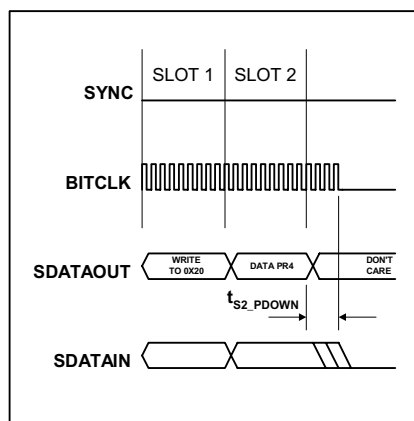 SLOT 1 SLOT 2
SYNC
BITCLK
SDATAOUT WRITE TO 0X20 DATA PR4 DON'T CARE
tS2_PDOWN
SDATAIN